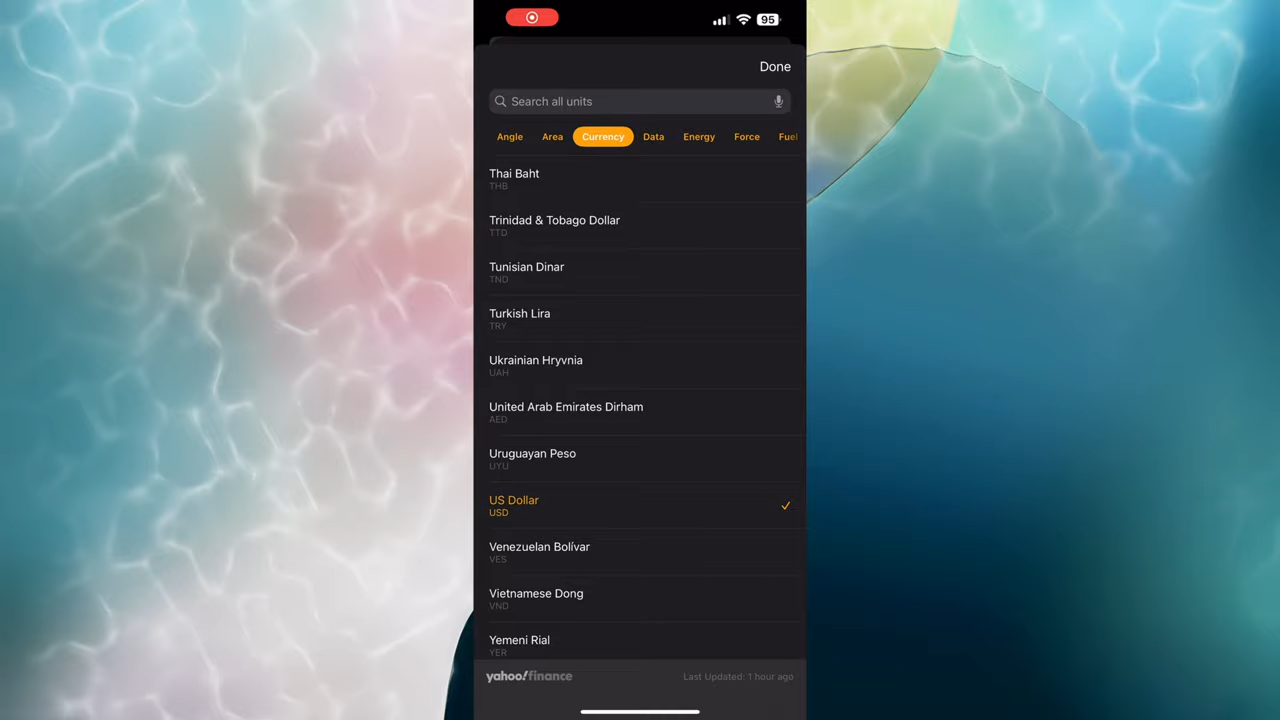 95
Done
Search all units
Angle Area Currency Data Energy Force Fuel
Thai Baht
THB
Trinidad & Tobago Dollar
TTD
Tunisian Dinar
TND
Turkish Lira
TRY
Ukrainian Hryvnia
UAH
United Arab Emirates Dirham
AED
Uruguayan Peso
UYU
US Dollar
USD
Venezuelan Bolívar
VES
Vietnamese Dong
VND
Yemeni Rial
YER
yahoo!finance Last Updated: 1 hour ago